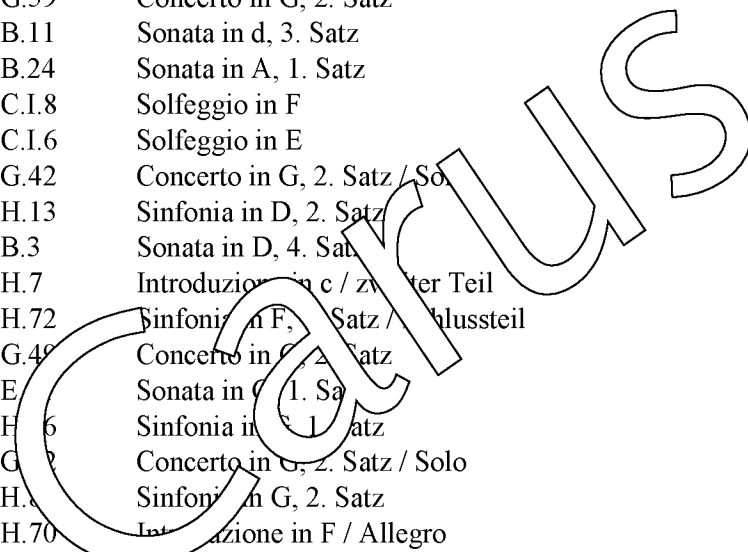 Concerto in G, 2. Satz
B.11 Sonata in d, 3. Satz
B.24 Sonata in A, 1. Satz
C.I.8 Solfeggio in F
C.I.6 Solfeggio in E
G.42 Concerto in G, 2. Satz /
H.13 Sinfonia in D, 2. Satz
B.3 Sonata in D, 4.
H.7 in c / Teil
H.72 Sinfonia in F, Satz /
Concerto in 2. Satz
Sonata in 1.
Sinfonia in
Concerto in G, 2. Satz / Solo
in G, 2. Satz
H.70 in F / Allegro
Carus